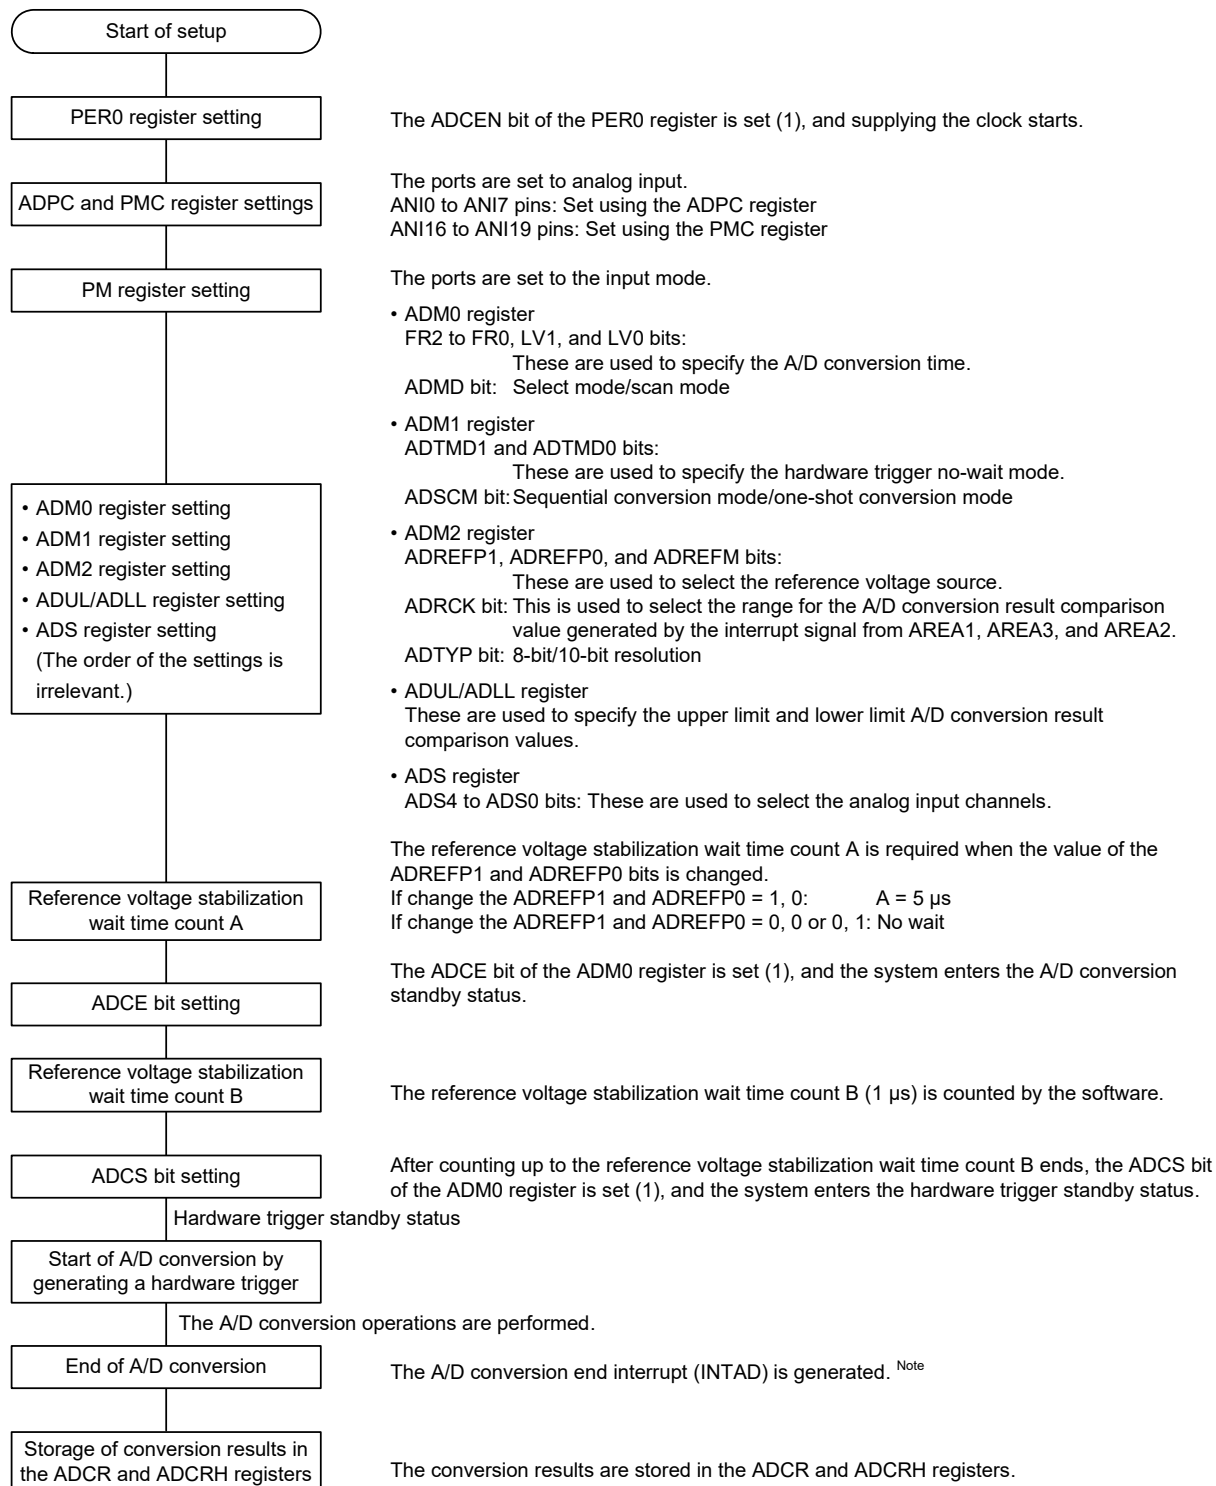 Start of setup
PER0 register setting
The ADCEN bit of the PER0 register is set (1), and supplying the clock starts.
ADPC and PMC register settings
The ports are set to analog input.
ANI0 to ANI7 pins: Set using the ADPC register
ANI16 to ANI19 pins: Set using the PMC register
PM register setting
The ports are set to the input mode.
• ADM0 register
FR2 to FR0, LV1, and LV0 bits:
These are used to specify the A/D conversion time.
ADMD bit: Select mode/scan mode
• ADM1 register
ADTMD1 and ADTMD0 bits:
These are used to specify the hardware trigger no-wait mode.
ADSCM bit: Sequential conversion mode/one-shot conversion mode
• ADM2 register
ADREFP1, ADREFP0, and ADREFM bits:
These are used to select the reference voltage source.
ADRCK bit: This is used to select the range for the A/D conversion result comparison
value generated by the interrupt signal from AREA1, AREA3, and AREA2.
ADTYP bit: 8-bit/10-bit resolution
• ADUL/ADLL register
These are used to specify the upper limit and lower limit A/D conversion result
comparison values.
• ADS register
ADS4 to ADS0 bits: These are used to select the analog input channels.
• ADM0 register setting
• ADM1 register setting
• ADM2 register setting
• ADUL/ADLL register setting
• ADS register setting
(The order of the settings is
irrelevant.)
Reference voltage stabilization
wait time count A
The reference voltage stabilization wait time count A is required when the value of the
ADREFP1 and ADREFP0 bits is changed.
If change the ADREFP1 and ADREFP0 = 1, 0: A = 5 µs
If change the ADREFP1 and ADREFP0 = 0, 0 or 0, 1: No wait
ADCE bit setting
The ADCE bit of the ADM0 register is set (1), and the system enters the A/D conversion
standby status.
Reference voltage stabilization
wait time count B
The reference voltage stabilization wait time count B (1 µs) is counted by the software.
ADCS bit setting
After counting up to the reference voltage stabilization wait time count B ends, the ADCS bit
of the ADM0 register is set (1), and the system enters the hardware trigger standby status.
Hardware trigger standby status
Start of A/D conversion by
generating a hardware trigger
The A/D conversion operations are performed.
End of A/D conversion
The A/D conversion end interrupt (INTAD) is generated. Note
Storage of conversion results in
the ADCR and ADCRH registers
The conversion results are stored in the ADCR and ADCRH registers.